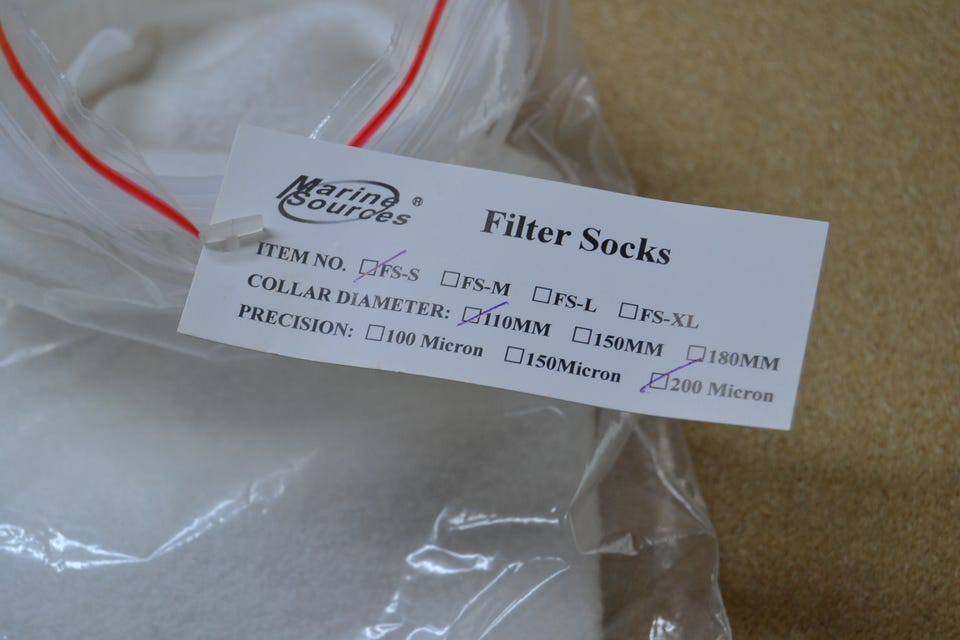 Marine
Sources ®
Filter Socks
ITEM NO. ☑FS-S ☐FS-M ☐FS-L ☐FS-XL
COLLAR DIAMETER: ☑110MM ☐150MM ☐180MM
PRECISION: ☐100 Micron ☐150Micron ☑200 Micron